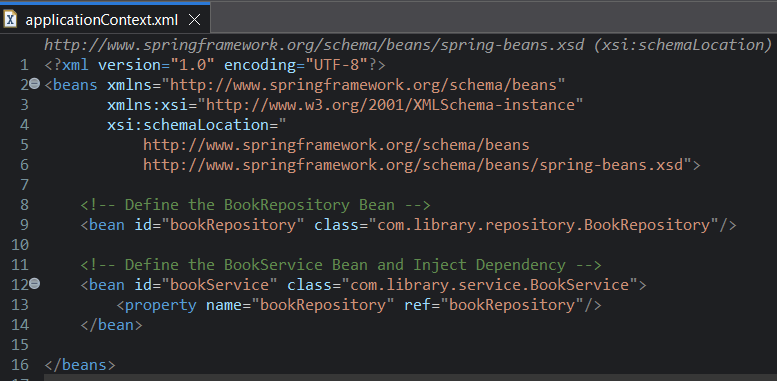 applicationContext.xml
http://www.springframework.org/schema/beans/spring-beans.xsd (xsi:schemaLocation)
1 <?xml version="1.0" encoding="UTF-8"?>
2 <beans xmlns="http://www.springframework.org/schema/beans"
3        xmlns:xsi="http://www.w3.org/2001/XMLSchema-instance"
4        xsi:schemaLocation="
5            http://www.springframework.org/schema/beans
6            http://www.springframework.org/schema/beans/spring-beans.xsd">
7
8     <!-- Define the BookRepository Bean -->
9     <bean id="bookRepository" class="com.library.repository.BookRepository"/>
10
11     <!-- Define the BookService Bean and Inject Dependency -->
12     <bean id="bookService" class="com.library.service.BookService">
13         <property name="bookRepository" ref="bookRepository"/>
14     </bean>
15
16 </beans>
17